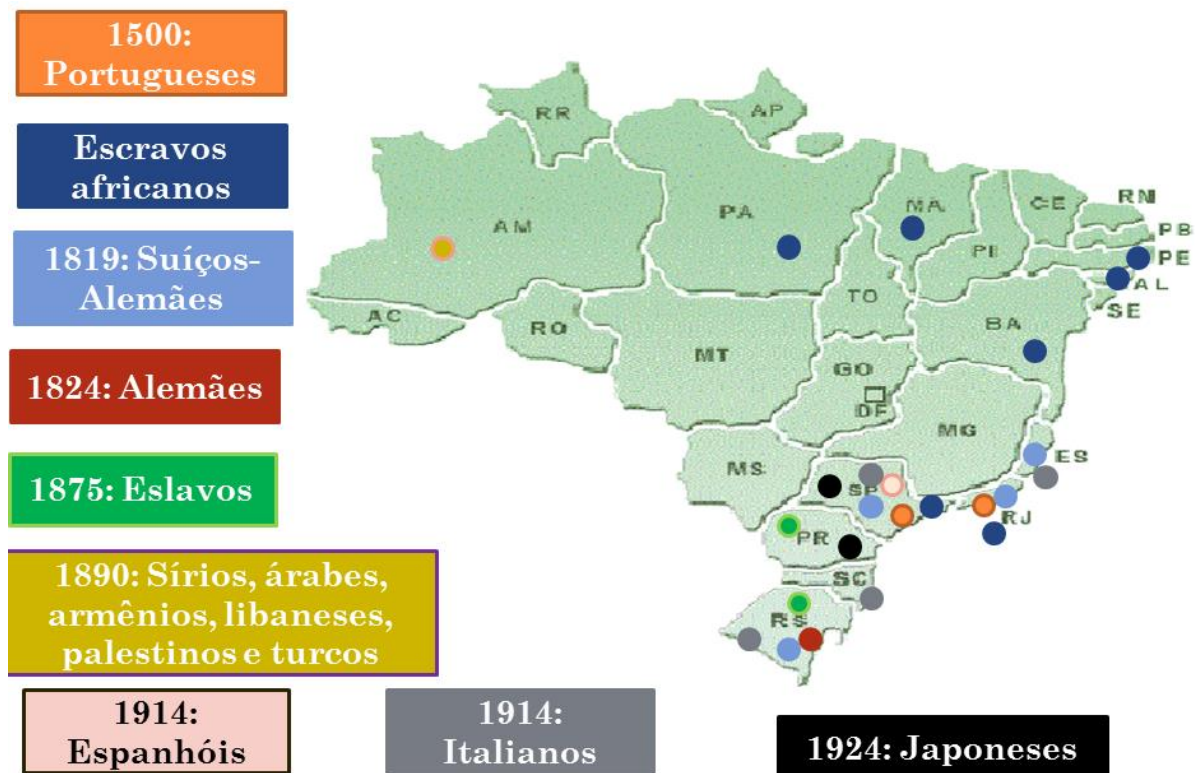 1500:
Portugueses
Escravos
africanos
1819: Suíços-
Alemães
1824: Alemães
1875: Eslavos
1890: Sírios, árabes,
armênios, libaneses,
palestinos e turcos
1914:
Espanhóis
1914:
Italianos
1924: Japoneses
RR
AP
AM
PA
MA
CE
RN
PB
PE
AL
SE
PI
TO
BA
AC
RO
MT
GO
DF
MG
ES
MS
SP
RJ
PR
SC
RS